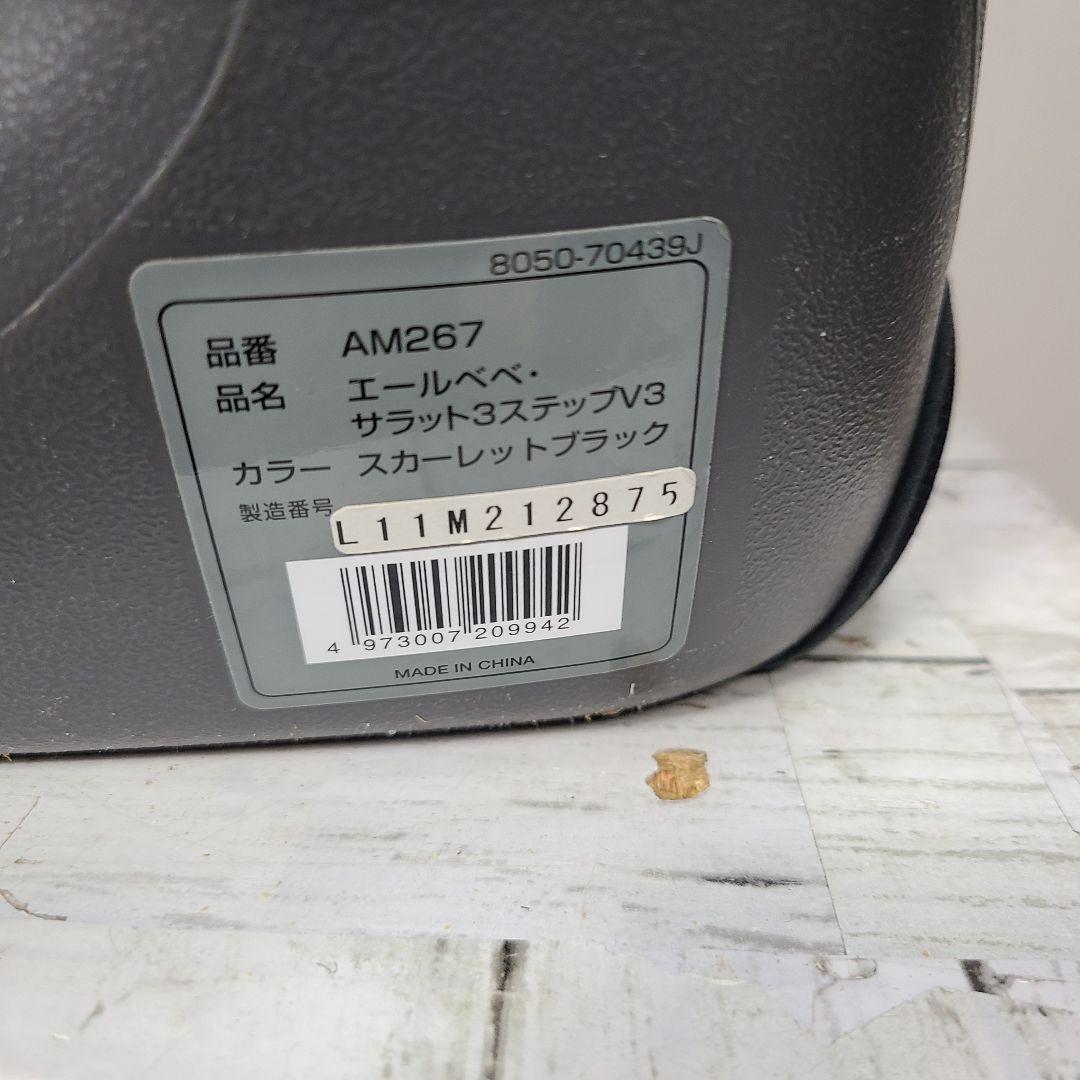 8050-70439J
品番 AM267
品名 エールベベ・
サラット3ステップV3
カラー スカーレットブラック
製造番号 L11M212875
4 973007 209942
MADE IN CHINA